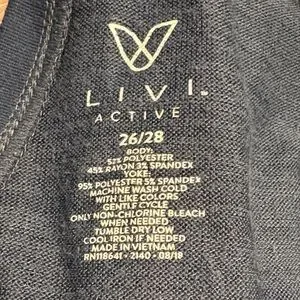 LIVI
ACTIVE
26/28
BODY:
52% POLYESTER
45% RAYON 3% SPANDEX
YOKE:
95% POLYESTER 5% SPANDEX
MACHINE WASH COLD
WITH LIKE COLORS
GENTLE CYCLE
ONLY NON-CHLORINE BLEACH
WHEN NEEDED
TUMBLE DRY LOW
COOL IRON IF NEEDED
MADE IN VIETNAM
RN118641 • 2140 • 08/18